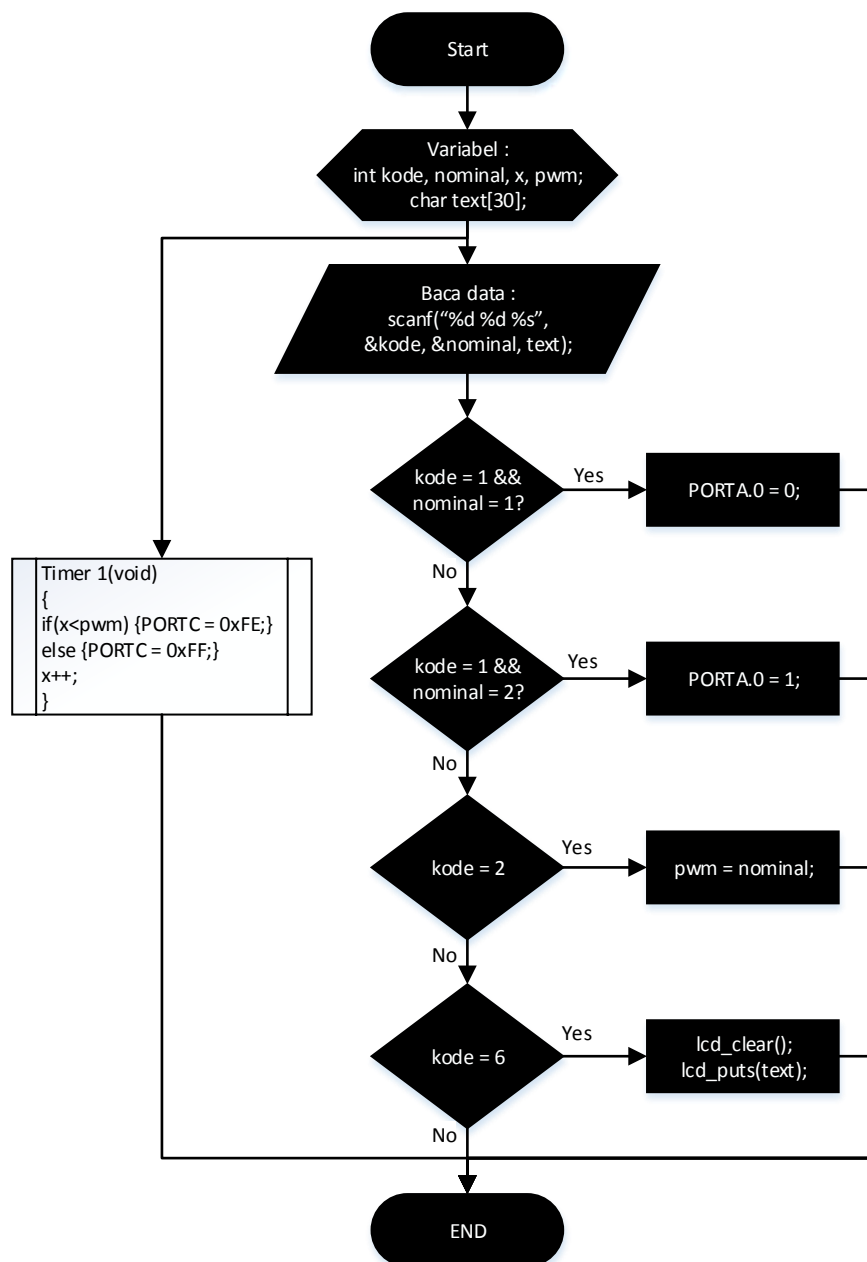 Start
Variabel :
int kode, nominal, x, pwm;
char text[30];
Baca data :
scanf(“%d %d %s”,
&kode, &nominal, text);
kode = 1 &&
nominal = 1?
Yes
PORTA.0 = 0;
No
Timer 1(void)
{
if(x<pwm) {PORTC = 0xFE;}
else {PORTC = 0xFF;}
x++;
}
kode = 1 &&
nominal = 2?
Yes
PORTA.0 = 1;
No
kode = 2
Yes
pwm = nominal;
No
kode = 6
Yes
lcd_clear();
lcd_puts(text);
No
END